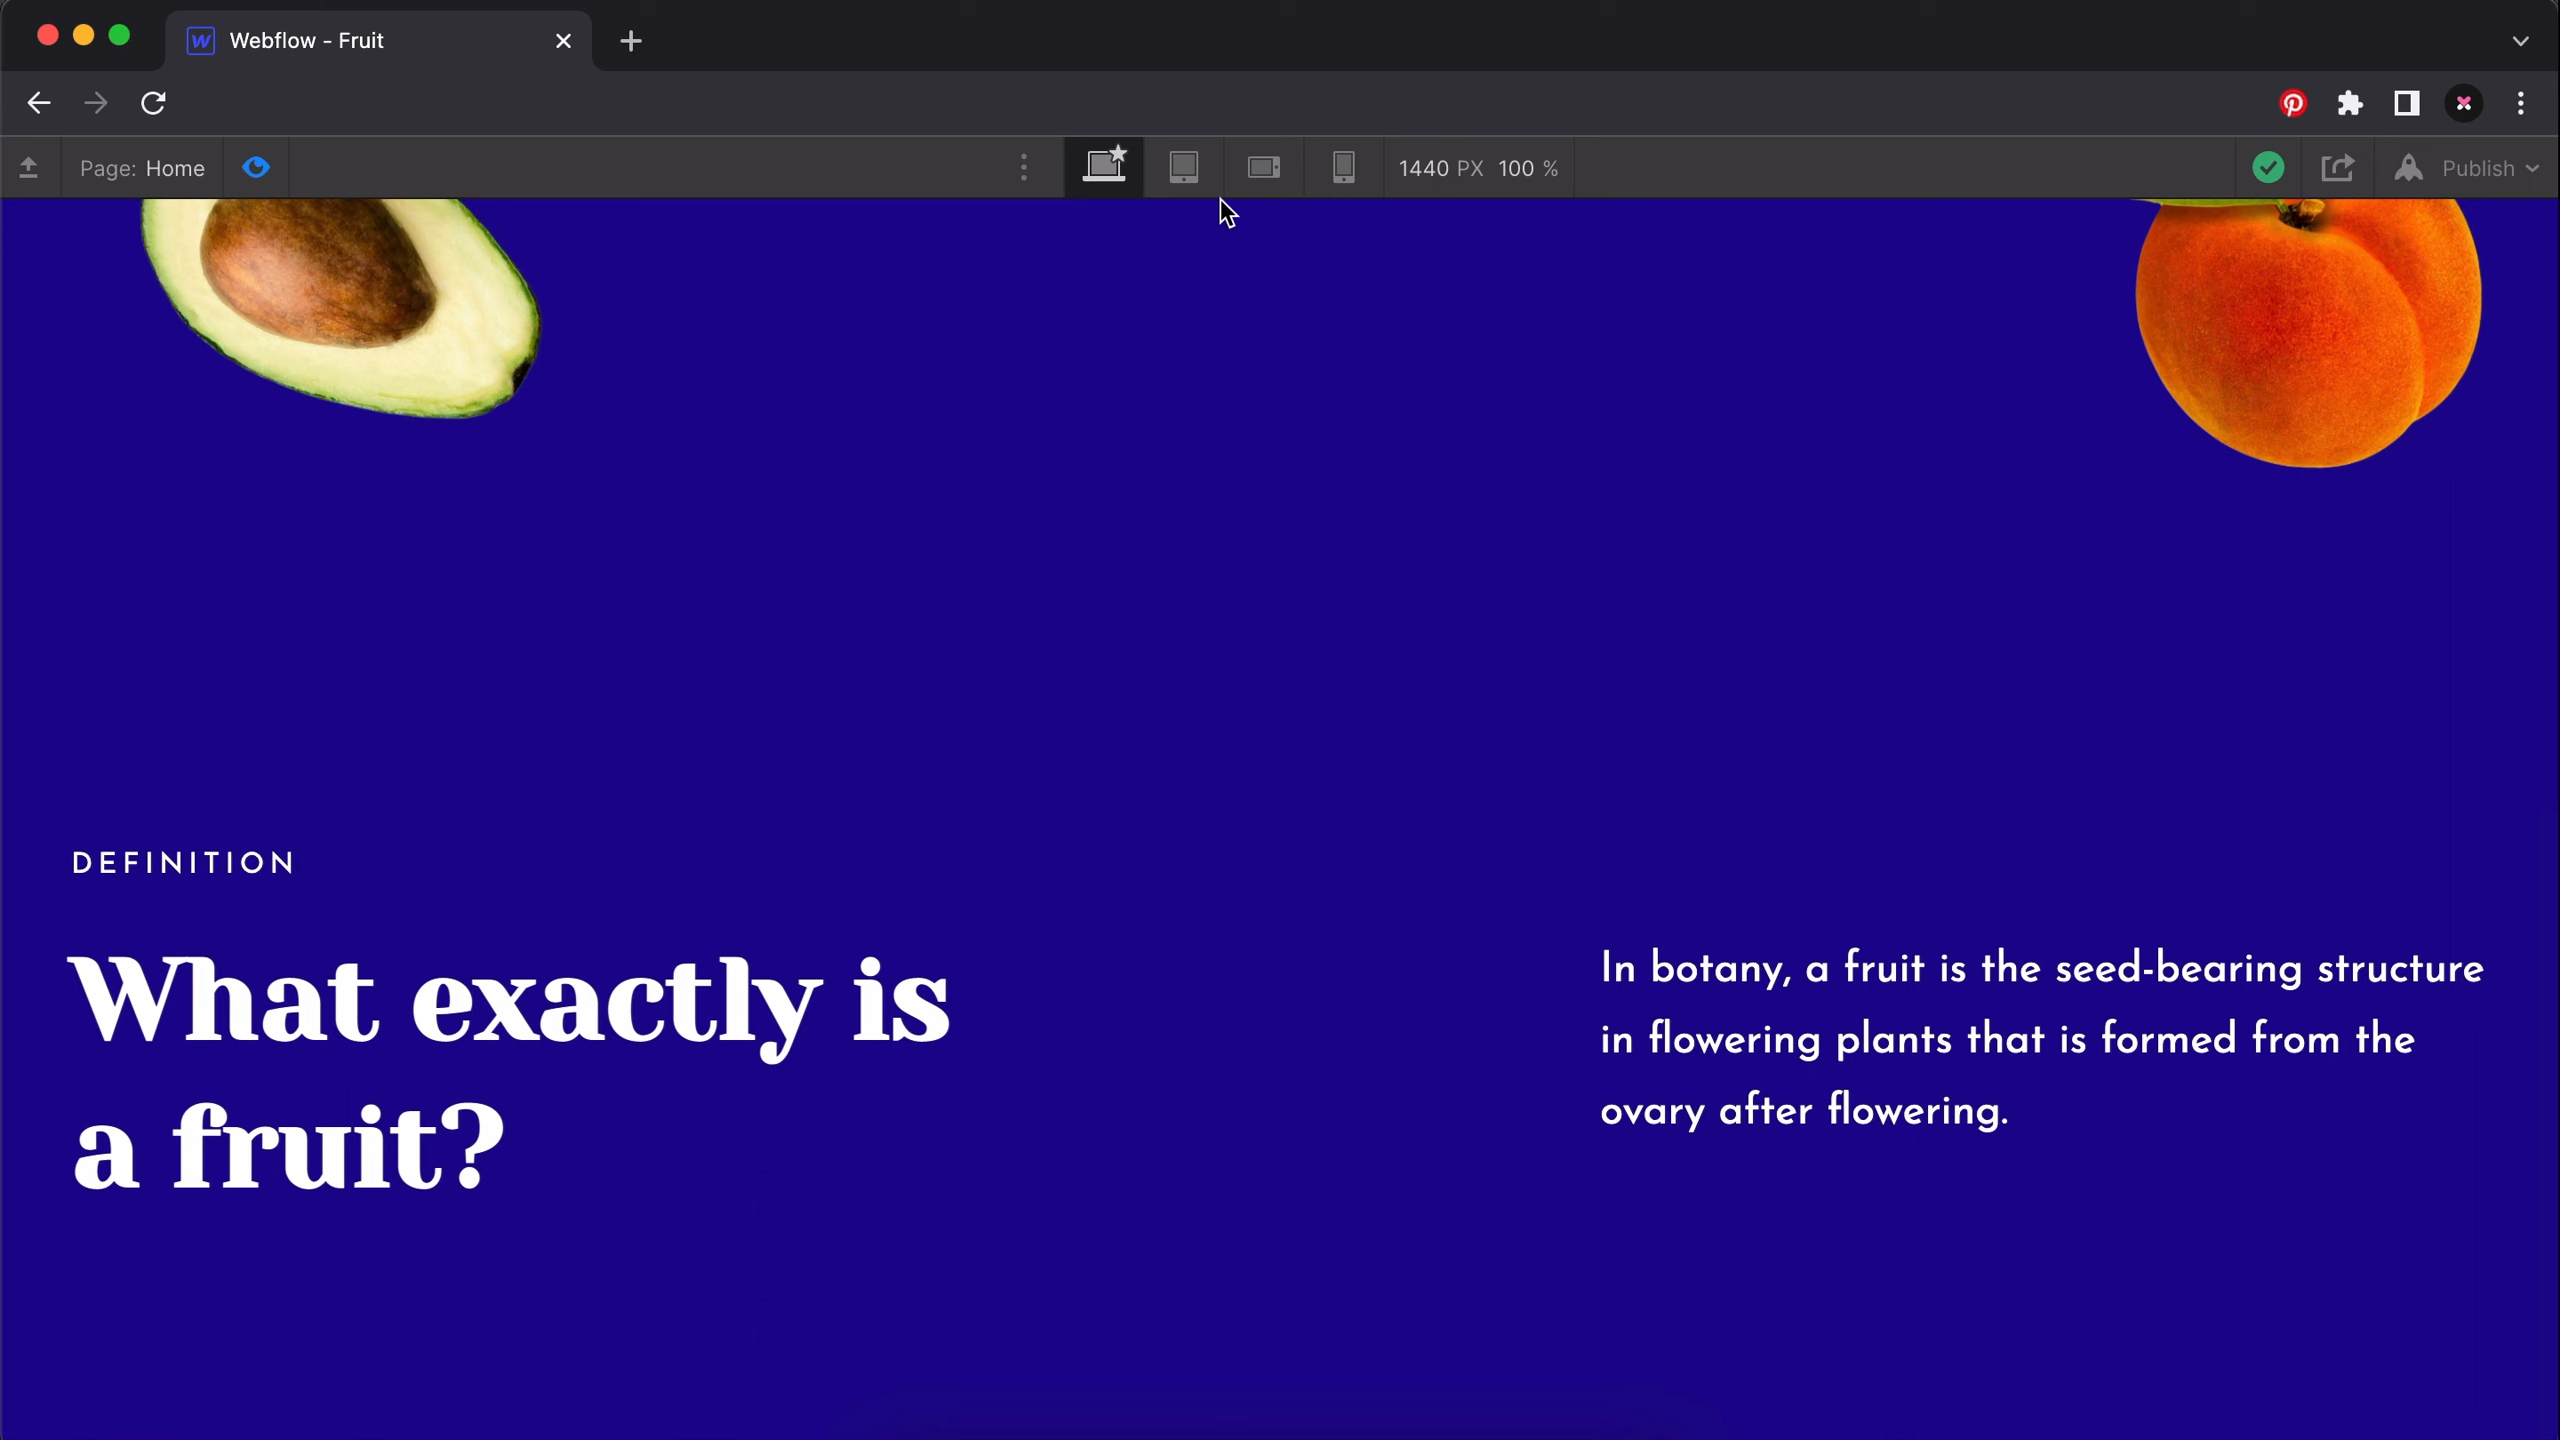 Webflow - Fruit
Page: Home
1440 PX 100 %
Publish
DEFINITION
What exactly is
a fruit?
In botany, a fruit is the seed-bearing structure
in flowering plants that is formed from the
ovary after flowering.